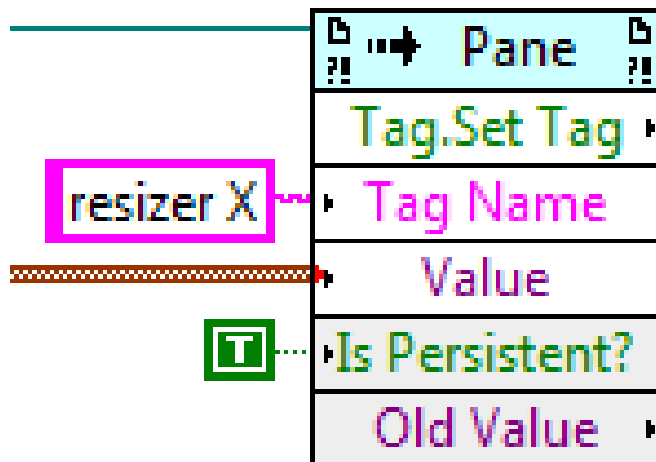 Pane
Tag.Set Tag
resizer X
Tag Name
Value
T
Is Persistent?
Old Value